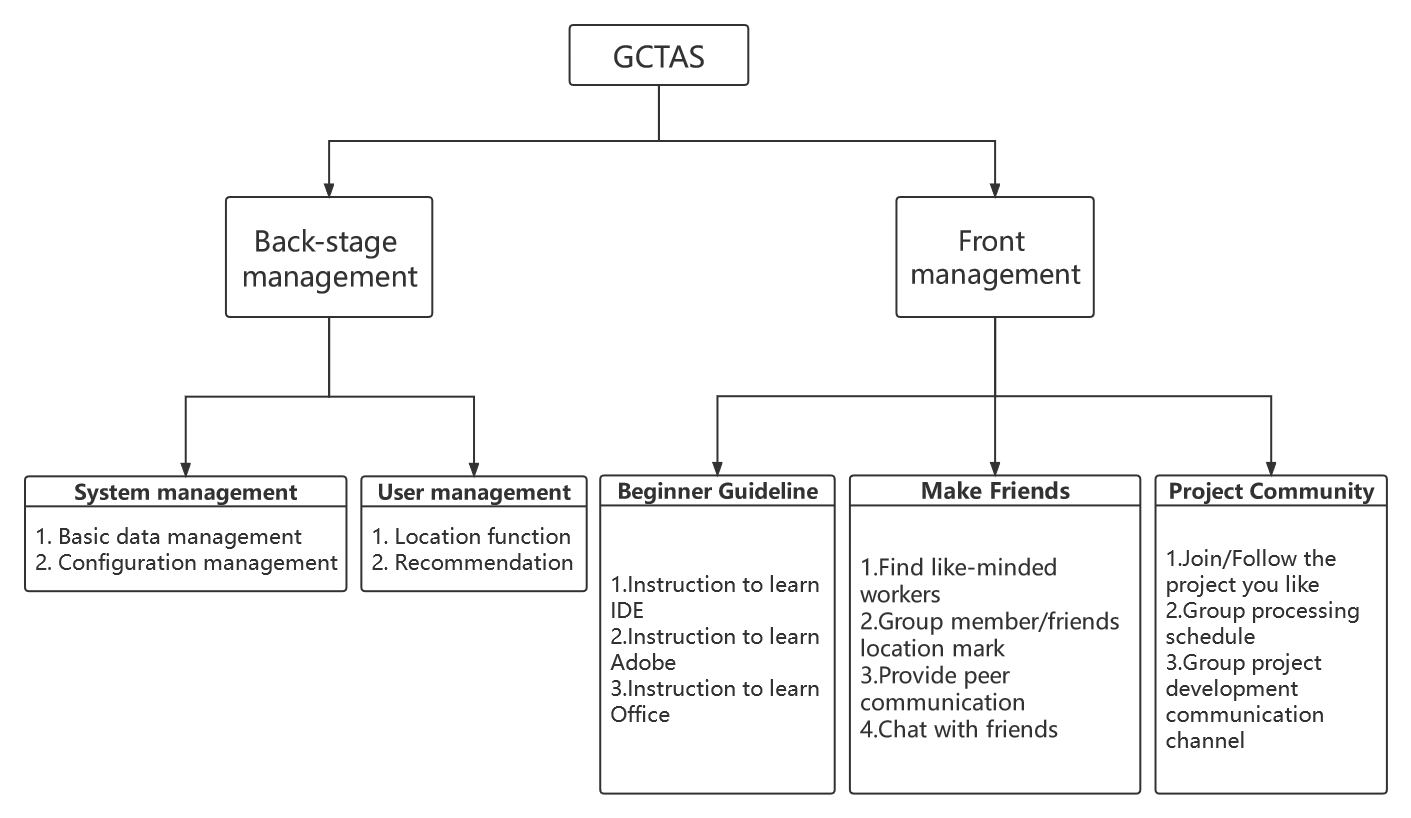 GCTAS
Back-stage
management
Front
management
System management
1. Basic data management
2. Configuration management
User management
1. Location function
2. Recommendation
Beginner Guideline
1.Instruction to learn
IDE
2.Instruction to learn
Adobe
3.Instruction to learn
Office
Make Friends
1.Find like-minded
workers
2.Group member/friends
location mark
3.Provide peer
communication
4.Chat with friends
Project Community
1.Join/Follow the
project you like
2.Group processing
schedule
3.Group project
development
communication
channel